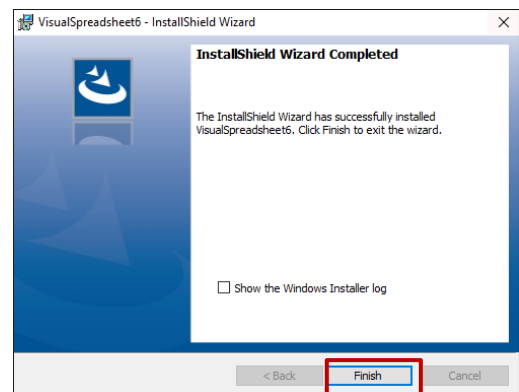 VisualSpreadsheet6 - InstallShield Wizard
InstallShield Wizard Completed
The InstallShield Wizard has successfully installed
VisualSpreadsheet6. Click Finish to exit the wizard.
Show the Windows Installer log
< Back Finish Cancel